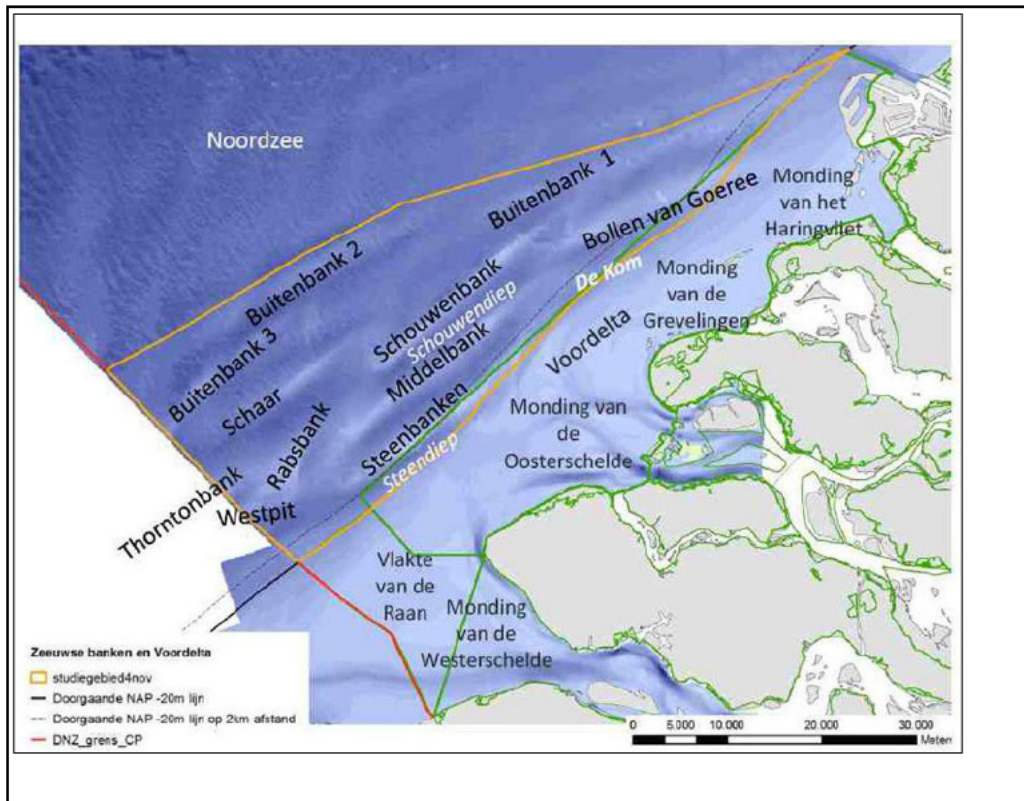 Noordzee
Buitenbank 1
Buitenbank 2
Buitenbank 3
Bollen van Goeree
Monding
van het
Haringvliet
De Kom
Monding
van de
Grevelingen
Schouwenbank
Schouwendiep
Middelbank
Voordelta
Schaar
Rabsbank
Steenbanken
Steendiep
Monding van
de
Oosterschelde
Thorntonbank
Westpit
Vlakte
van de
Raan
Monding
van de
Westerschelde
Zeeuwse banken en Voordelta
studiegebied4nov
Doorgaande NAP -20m lijn
Doorgaande NAP -20m lijn op 2km afstand
DNZ_grens_CP
0 5.000 10.000 20.000 30.000
Meters